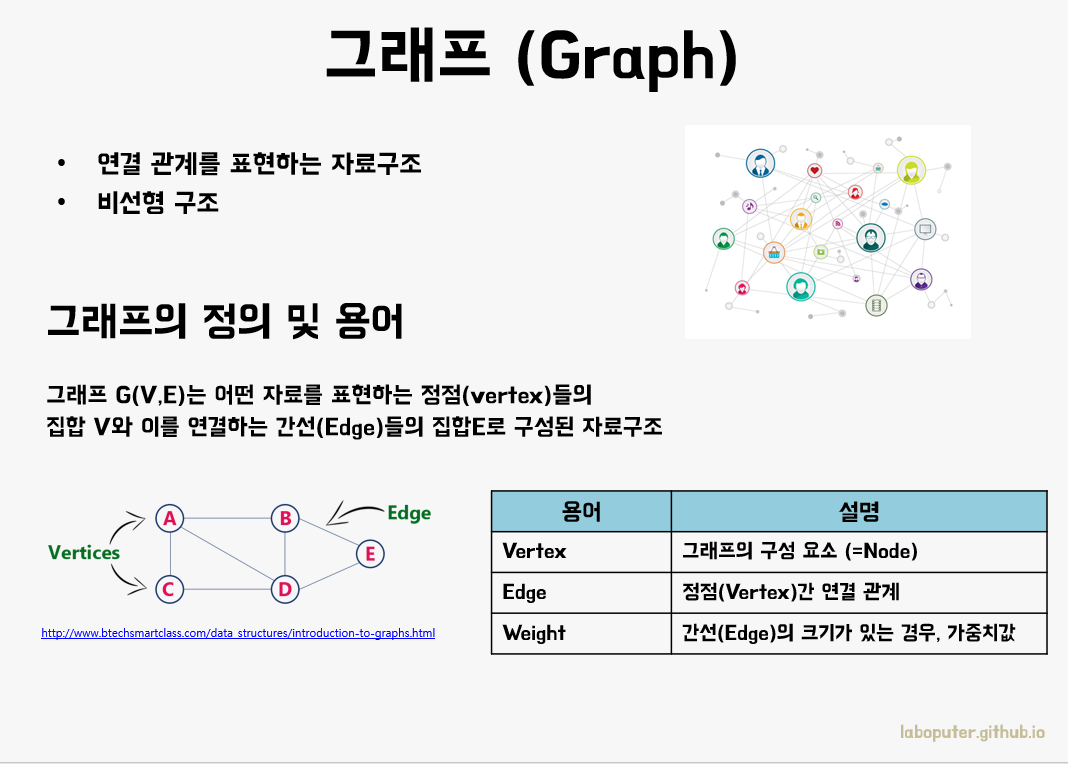 그래프 (Graph)
• 연결 관계를 표현하는 자료구조
• 비선형 구조
그래프의 정의 및 용어
그래프 G(V,E)는 어떤 자료를 표현하는 정점(vertex)들의
집합 V와 이를 연결하는 간선(Edge)들의 집합E로 구성된 자료구조
A
B
Edge
Vertices
E
C
D
http://www.btechsmartclass.com/data_structures/introduction-to-graphs.html
용어 설명
Vertex 그래프의 구성 요소 (=Node)
Edge 정점(Vertex)간 연결 관계
Weight 간선(Edge)의 크기가 있는 경우, 가중치값
laboputer.github.io